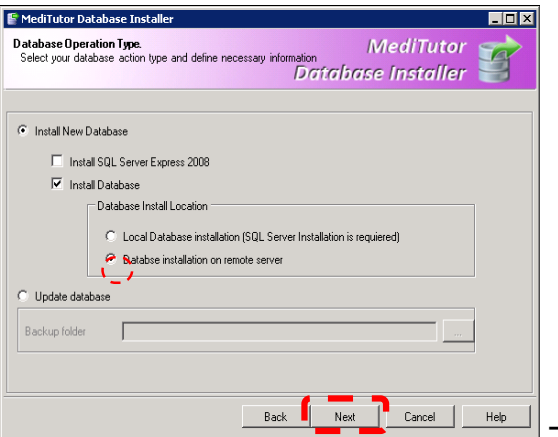 MediTutor Database Installer
Database Operation Type.
Select your database action type and define necessary information
MediTutor
Database Installer
Install New Database
Install SQL Server Express 2008
Install Database
Database Install Location
Local Database installation (SQL Server Installation is requiered)
Databse installation on remote server
Update database
Backup folder
...
Back Next Cancel Help